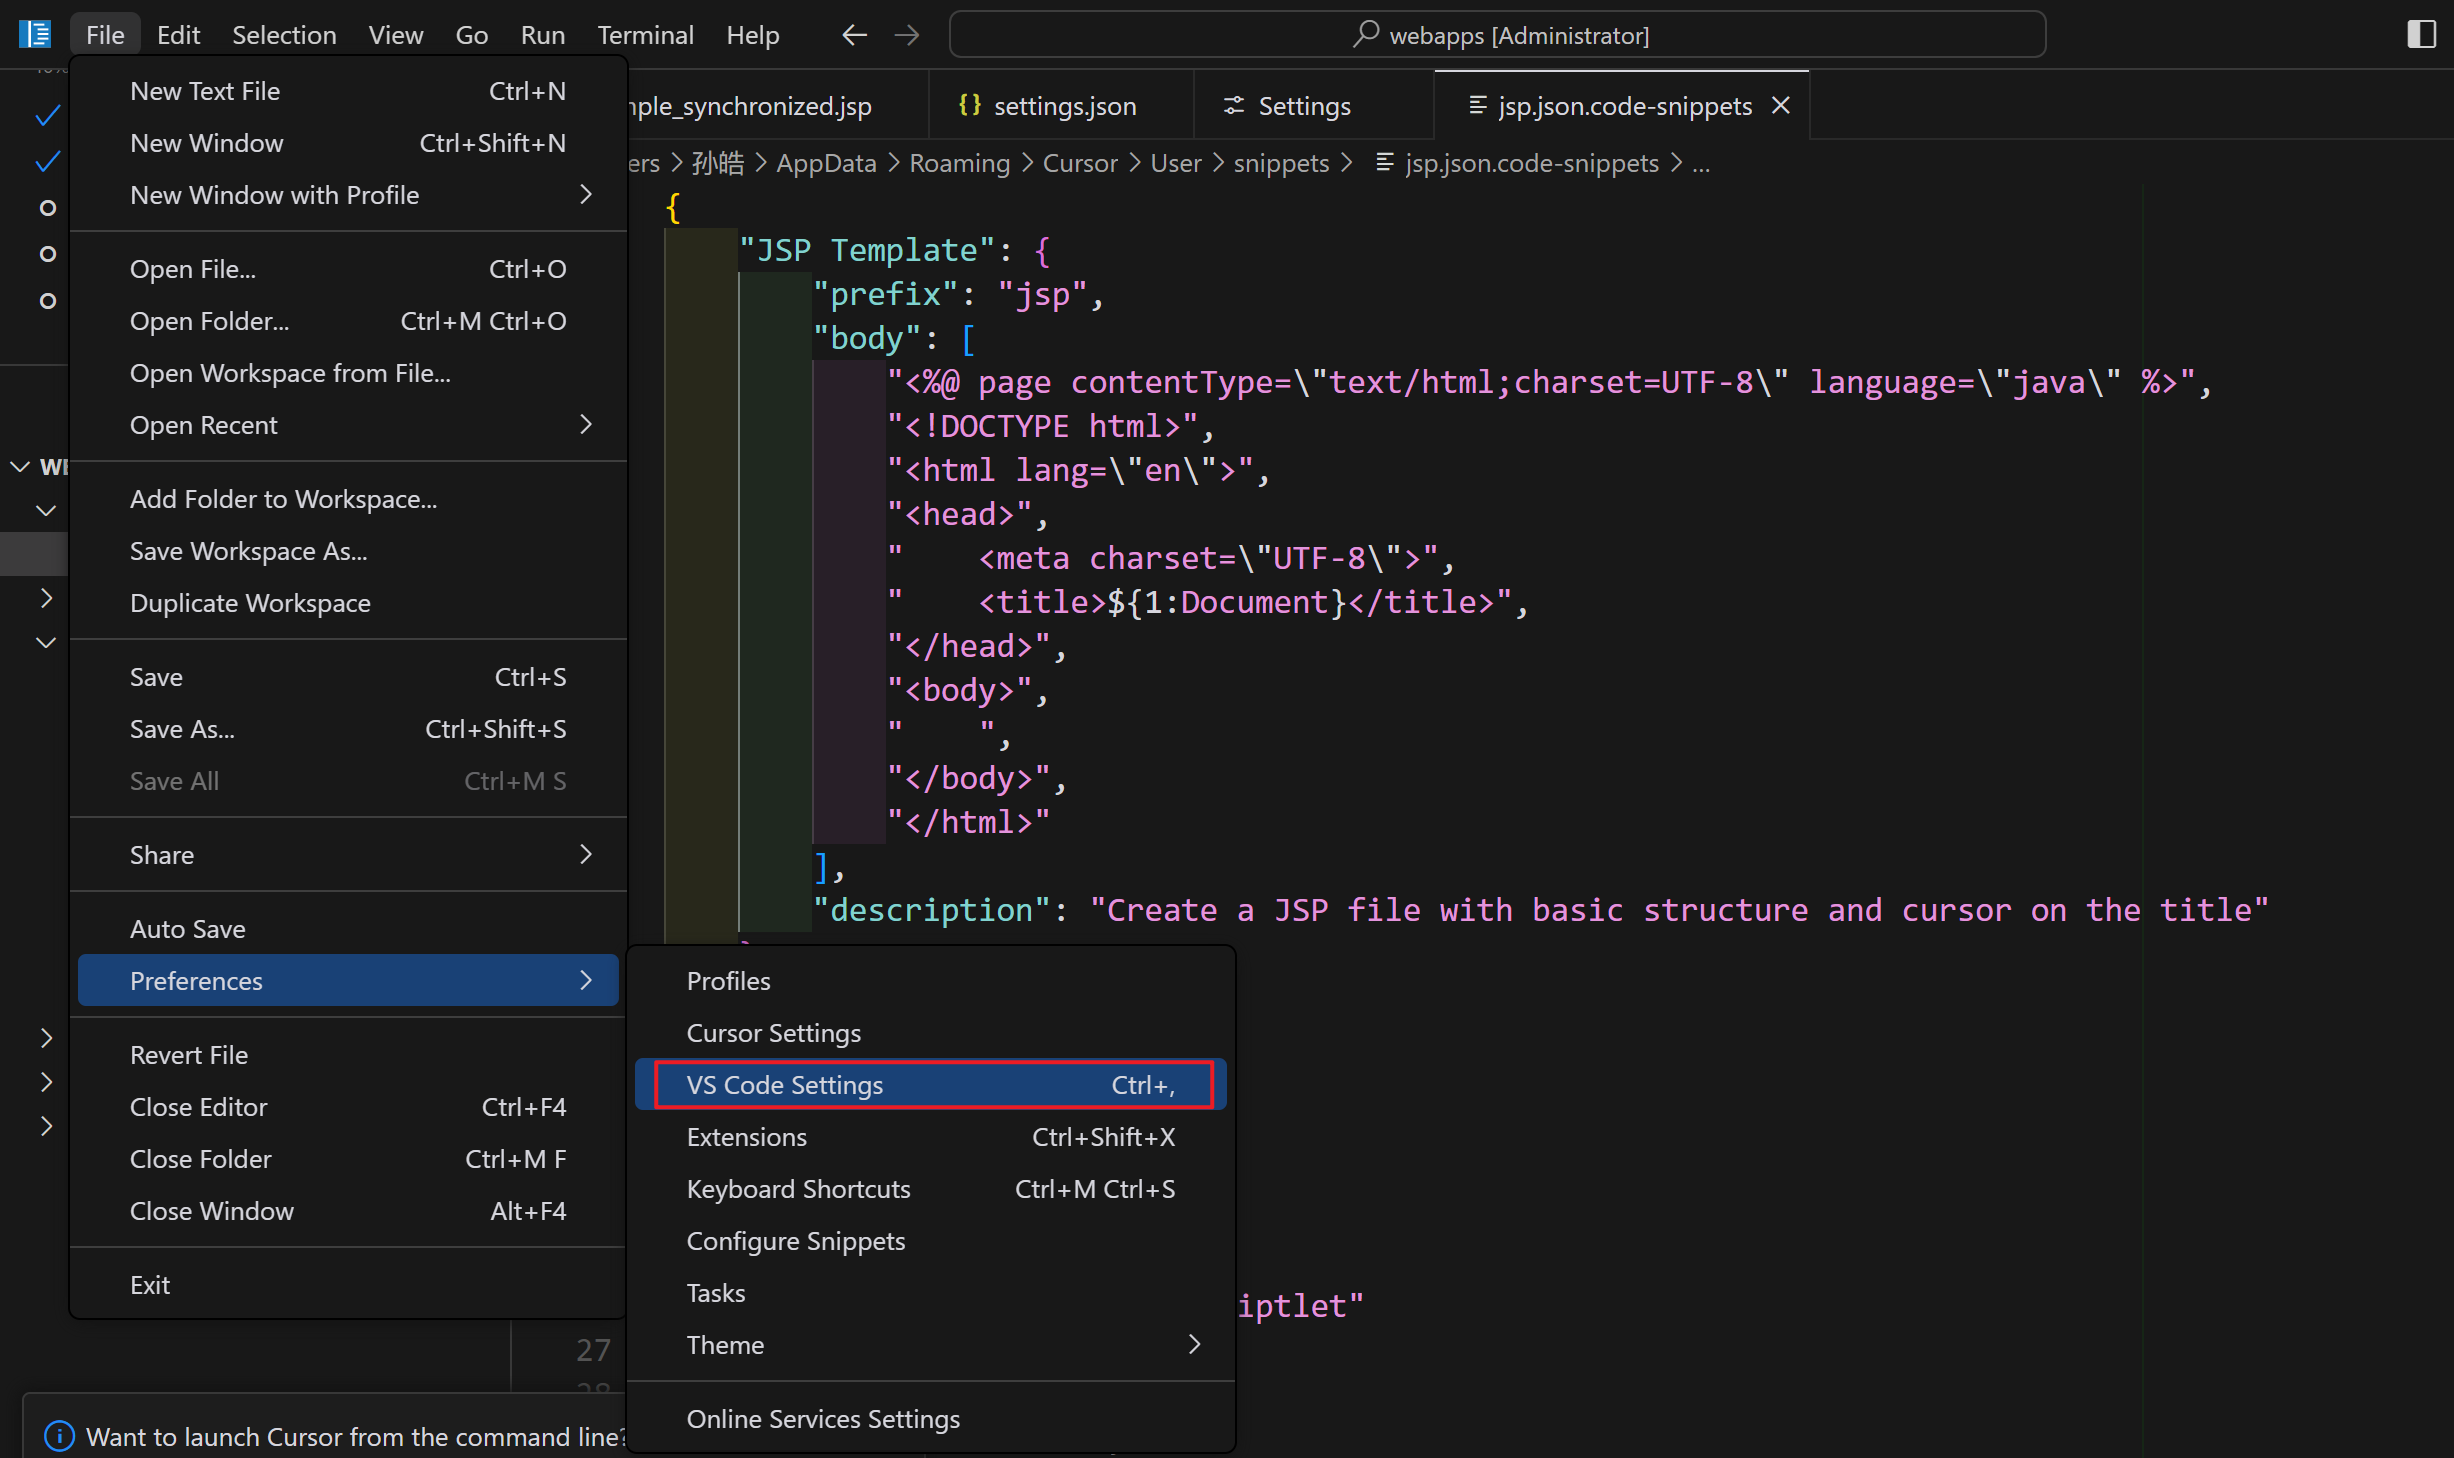 File Edit Selection View Go Run Terminal Help webapps [Administrator]
New Text File Ctrl+N
New Window Ctrl+Shift+N
New Window with Profile
Open File... Ctrl+O
Open Folder... Ctrl+M Ctrl+O
Open Workspace from File...
Open Recent
Add Folder to Workspace...
Save Workspace As...
Duplicate Workspace
Save Ctrl+S
Save As... Ctrl+Shift+S
Save All Ctrl+M S
Share
Auto Save
Preferences
Revert File
Close Editor Ctrl+F4
Close Folder Ctrl+M F
Close Window Alt+F4
Exit
Profiles
Cursor Settings
VS Code Settings Ctrl+,
Extensions Ctrl+Shift+X
Keyboard Shortcuts Ctrl+M Ctrl+S
Configure Snippets
Tasks
Theme
Online Services Settings
mple_synchronized.jsp {} settings.json Settings jsp.json.code-snippets
ers > 孙皓 > AppData > Roaming > Cursor > User > snippets > jsp.json.code-snippets > ...
{
"JSP Template": {
"prefix": "jsp",
"body": [
"<%@ page contentType=\"text/html;charset=UTF-8\" language=\"java\" %>",
"<!DOCTYPE html>",
"<html lang=\"en\">",
"<head>",
"    <meta charset=\"UTF-8\">",
"    <title>${1:Document}</title>",
"</head>",
"<body>",
"    ",
"</body>",
"</html>"
],
"description": "Create a JSP file with basic structure and cursor on the title"
iptlet"
27
28
WE
Want to launch Cursor from the command line?